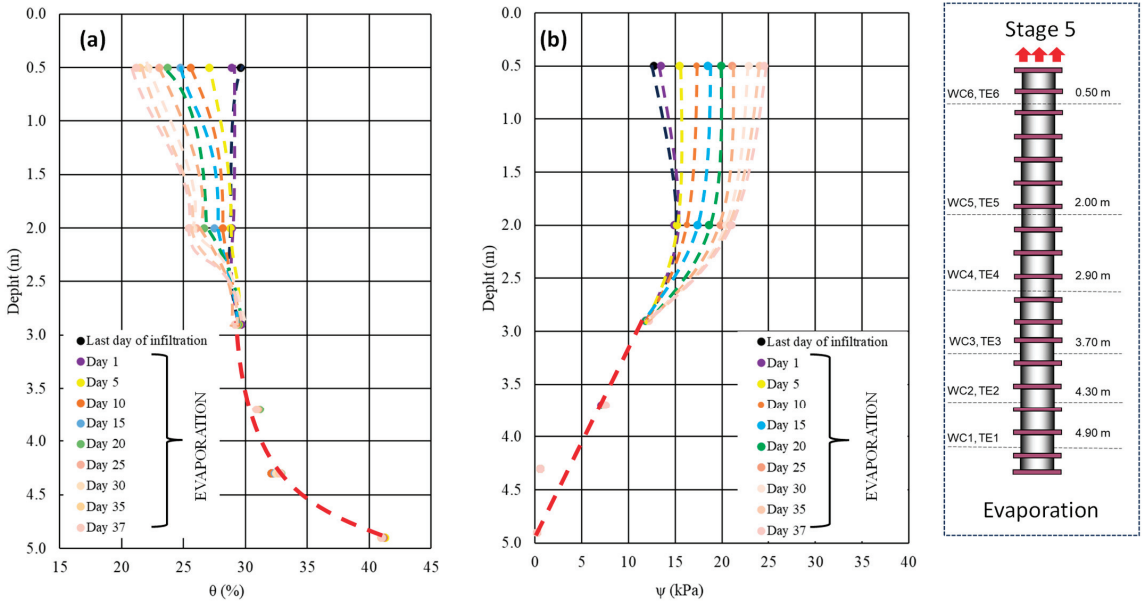 (a)
0.0
0.5
1.0
1.5
2.0
2.5
3.0
3.5
4.0
4.5
5.0
Depht (m)
15
20
25
30
35
40
45
θ (%)
Last day of infiltration
Day 1
Day 5
Day 10
Day 15
Day 20
Day 25
Day 30
Day 35
Day 37
EVAPORATION
(b)
0.0
0.5
1.0
1.5
2.0
2.5
3.0
3.5
4.0
4.5
5.0
Depht (m)
0
5
10
15
20
25
30
35
40
ψ (kPa)
Last day of infiltration
Day 1
Day 5
Day 10
Day 15
Day 20
Day 25
Day 30
Day 35
Day 37
EVAPORATION
Stage 5
WC6, TE6 0.50 m
WC5, TE5 2.00 m
WC4, TE4 2.90 m
WC3, TE3 3.70 m
WC2, TE2 4.30 m
WC1, TE1 4.90 m
Evaporation